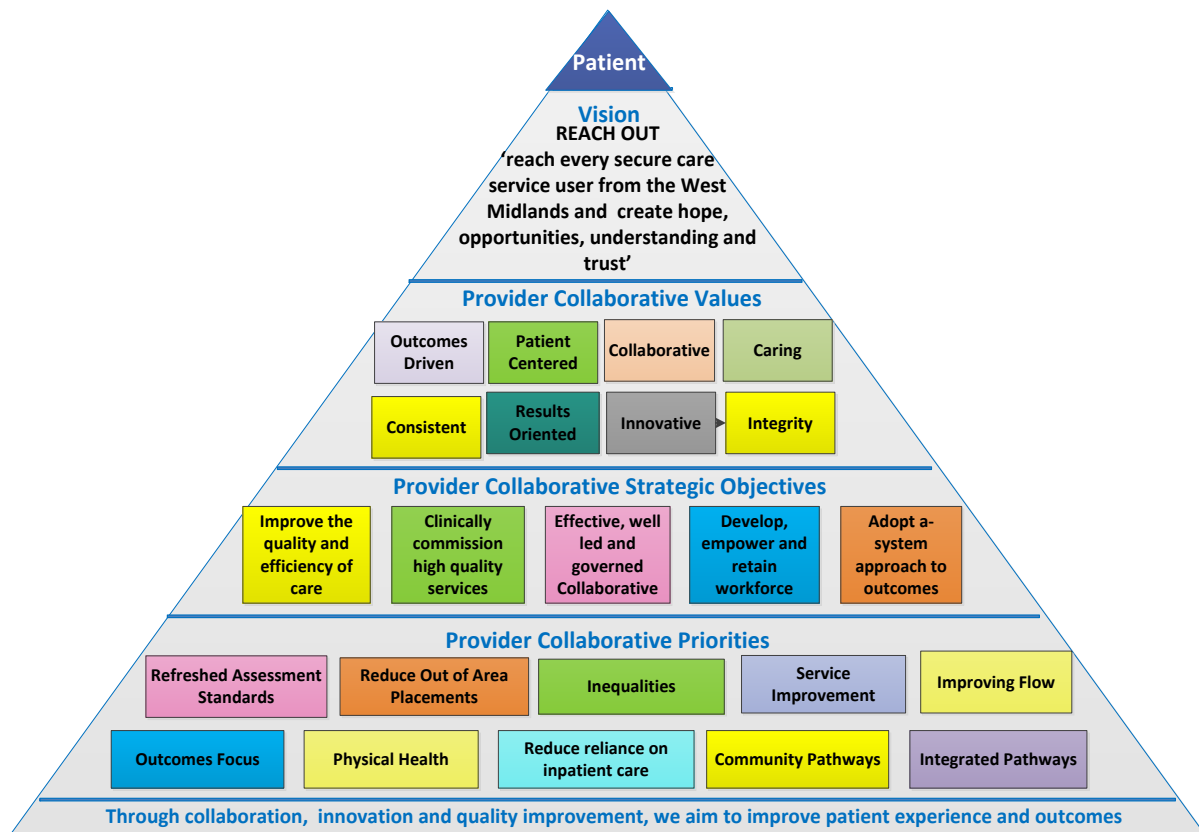 Patient
Vision
REACH OUT
‘reach every secure care
service user from the West
Midlands and  create hope,
opportunities, understanding and
trust’
Provider Collaborative Values
Outcomes
Driven
Patient
Centered
Collaborative
Caring
Consistent
Results
Oriented
Innovative
Integrity
Provider Collaborative Strategic Objectives
Improve the
quality and
efficiency of
care
Clinically
commission
high quality
services
Effective, well
led and
governed
Collaborative
Develop,
empower and
retain
workforce
Adopt a-
system
approach to
outcomes
Provider Collaborative Priorities
Refreshed Assessment
Standards
Reduce Out of Area
Placements
Inequalities
Service
Improvement
Improving Flow
Outcomes Focus
Physical Health
Reduce reliance on
inpatient care
Community Pathways
Integrated Pathways
Through collaboration,  innovation and quality improvement, we aim to improve patient experience and outcomes